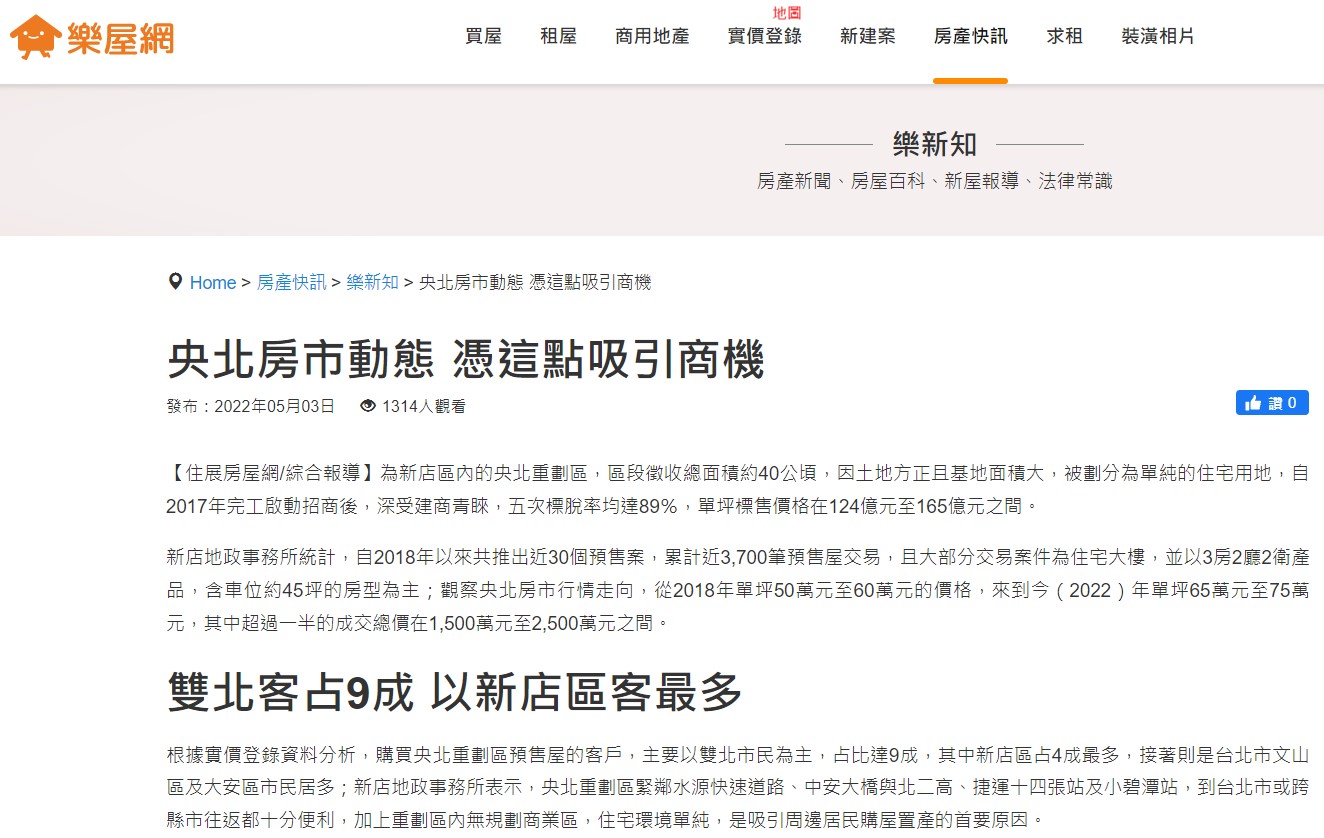 樂屋網
買屋 租屋 商用地產 實價登錄 地圖 新建案 房產快訊 求租 裝潢相片
樂新知
房產新聞、房屋百科、新屋報導、法律常識
Home > 房產快訊 > 樂新知 > 央北房市動態 憑這點吸引商機
央北房市動態 憑這點吸引商機
發布：2022年05月03日 1314人觀看
讚 0
【住展房屋網/綜合報導】為新店區內的央北重劃區，區段徵收總面積約40公頃，因土地方正且基地面積大，被劃分為單純的住宅用地，自
2017年完工啟動招商後，深受建商青睞，五次標脫率均達89%，單坪標售價格在124億元至165億元之間。
新店地政事務所統計，自2018年以來共推出近30個預售案，累計近3,700筆預售屋交易，且大部分交易案件為住宅大樓，並以3房2廳2衛產
品，含車位約45坪的房型為主；觀察央北房市行情走向，從2018年單坪50萬元至60萬元的價格，來到今（2022）年單坪65萬元至75萬
元，其中超過一半的成交總價在1,500萬元至2,500萬元之間。
雙北客占9成 以新店區客最多
根據實價登錄資料分析，購買央北重劃區預售屋的客戶，主要以雙北市民為主，占比達9成，其中新店區占4成最多，接著則是台北市文山
區及大安區市民居多；新店地政事務所表示，央北重劃區緊鄰水源快速道路、中安大橋與北二高、捷運十四張站及小碧潭站，到台北市或跨
縣市往返都十分便利，加上重劃區內無規劃商業區，住宅環境單純，是吸引周邊居民購屋置產的首要原因。